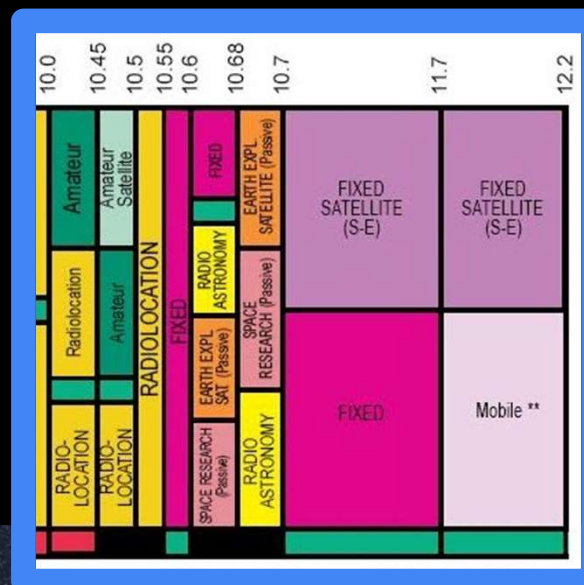 10.0
10.45
10.5
10.55
10.6
10.68
10.7
11.7
12.2
Amateur
Radiolocation
RADIO-
LOCATION
Amateur
Satellite
Amateur
RADIO-
LOCATION
RADIOLOCATION
FIXED
FIXED
RADIO
ASTRONOMY
EARTH EXPL
SAT (Passive)
SPACE RESEARCH
(Passive)
EARTH EXPL.
SATELLITE (Passive)
SPACE
RESEARCH (Passive)
RADIO
ASTRONOMY
FIXED
SATELLITE
(S-E)
FIXED
FIXED
SATELLITE
(S-E)
Mobile **